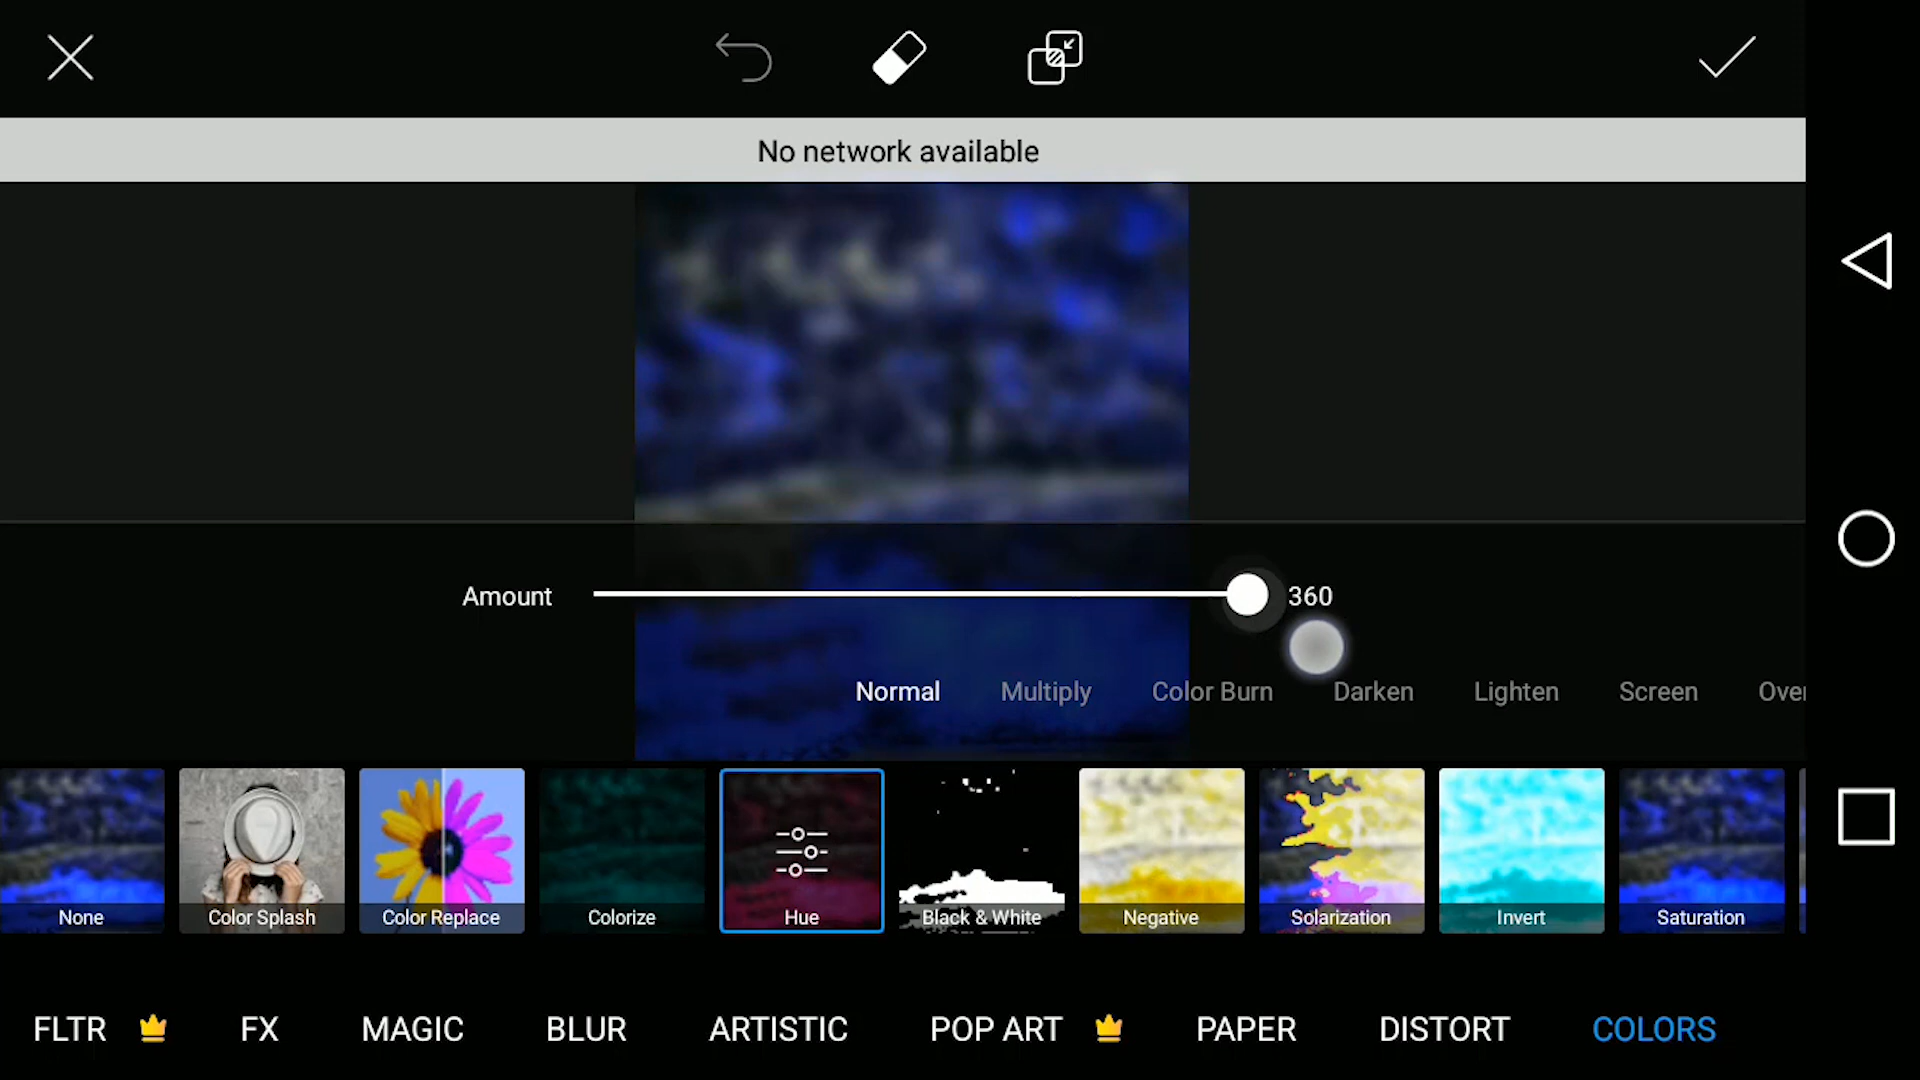 No network available
Amount 360
Normal Multiply Color Burn Darken Lighten Screen Over
None Color Splash Color Replace Colorize Hue Black & White Negative Solarization Invert Saturation
FLTR FX MAGIC BLUR ARTISTIC POP ART PAPER DISTORT COLORS